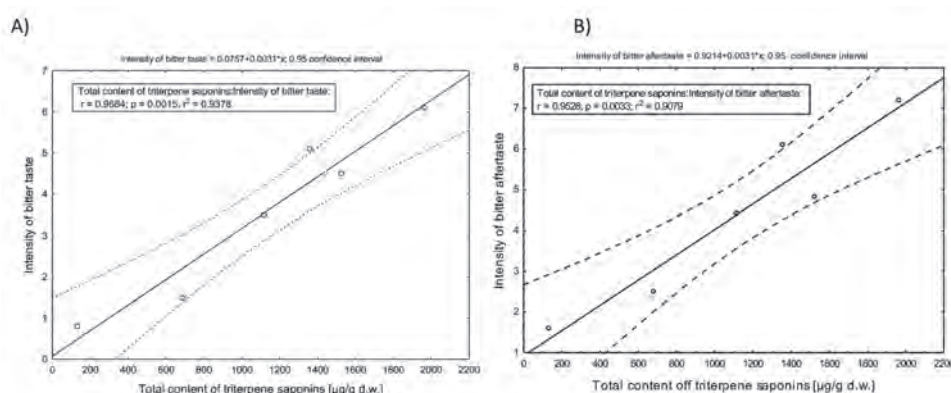 A)
Intensity of bitter taste = 0.0757+0.0031*x; 0.95 confidence interval
7
Total content of triterpene saponins:Intensity of bitter taste:
r = 0.9684; p = 0.0015, r² = 0.9378
6
5
4
3
2
1
0
Intensity of bitter taste
0 200 400 600 800 1000 1200 1400 1600 1800 2000 2200
Total content of triterpene saponins [µg/g d.w.]
B)
Intensity of bitter aftertaste = 0.9214+0.0031*x; 0.95 confidence interval
8
Total content of triterpene saponins:Intensity of bitter aftertaste:
r = 0.9528, p = 0.0033; r² = 0.9079
7
6
5
4
3
2
1
Intensity of bitter aftertaste
0 200 400 600 800 1000 1200 1400 1600 1800 2000 2200
Total content off triterpene saponins [µg/g d.w.]